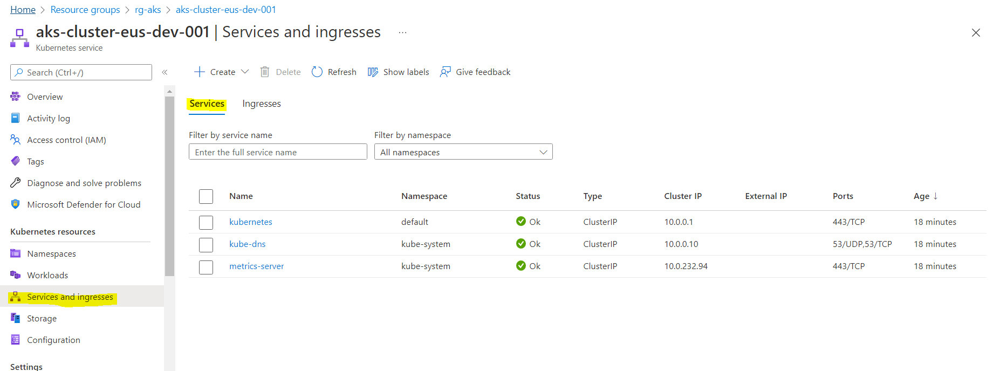 Home > Resource groups > rg-aks > aks-cluster-eus-dev-001
aks-cluster-eus-dev-001 | Services and ingresses ...
Kubernetes service
Search (Ctrl+/)
«
Create
Delete
Refresh
Show labels
Give feedback
Overview
Activity log
Access control (IAM)
Tags
Diagnose and solve problems
Microsoft Defender for Cloud
Kubernetes resources
Namespaces
Workloads
Services and ingresses
Storage
Configuration
Settings
Services Ingresses
Filter by service name Filter by namespace
Enter the full service name All namespaces
Name Namespace Status Type Cluster IP External IP Ports Age ↓
kubernetes default Ok ClusterIP 10.0.0.1 443/TCP 18 minutes
kube-dns kube-system Ok ClusterIP 10.0.0.10 53/UDP,53/TCP 18 minutes
metrics-server kube-system Ok ClusterIP 10.0.232.94 443/TCP 18 minutes